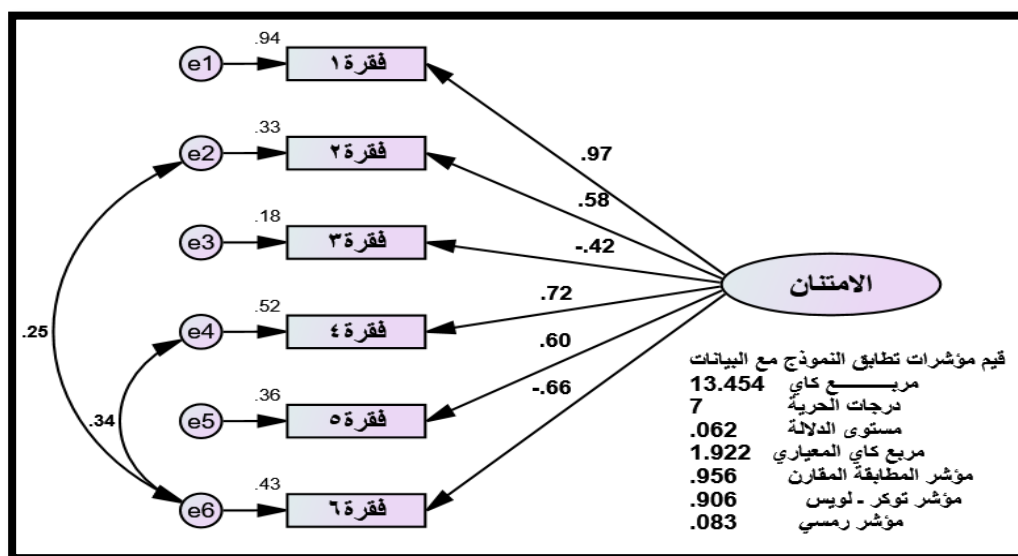 .94
e1
فقرة ١
.97
.33
e2
فقرة ٢
.58
.18
e3
فقرة ٣
-.42
الامتنان
.52
e4
فقرة ٤
.72
.25
.60
.36
e5
فقرة ٥
-.66
.34
.43
e6
فقرة ٦
قيم مؤشرات تطابق النموذج مع البيانات
مربـــــع كاي 13.454
درجات الحرية 7
مستوى الدلالة .062
مربع كاي المعياري 1.922
مؤشر المطابقة المقارن .956
مؤشر توكر - لويس .906
مؤشر رمسي .083